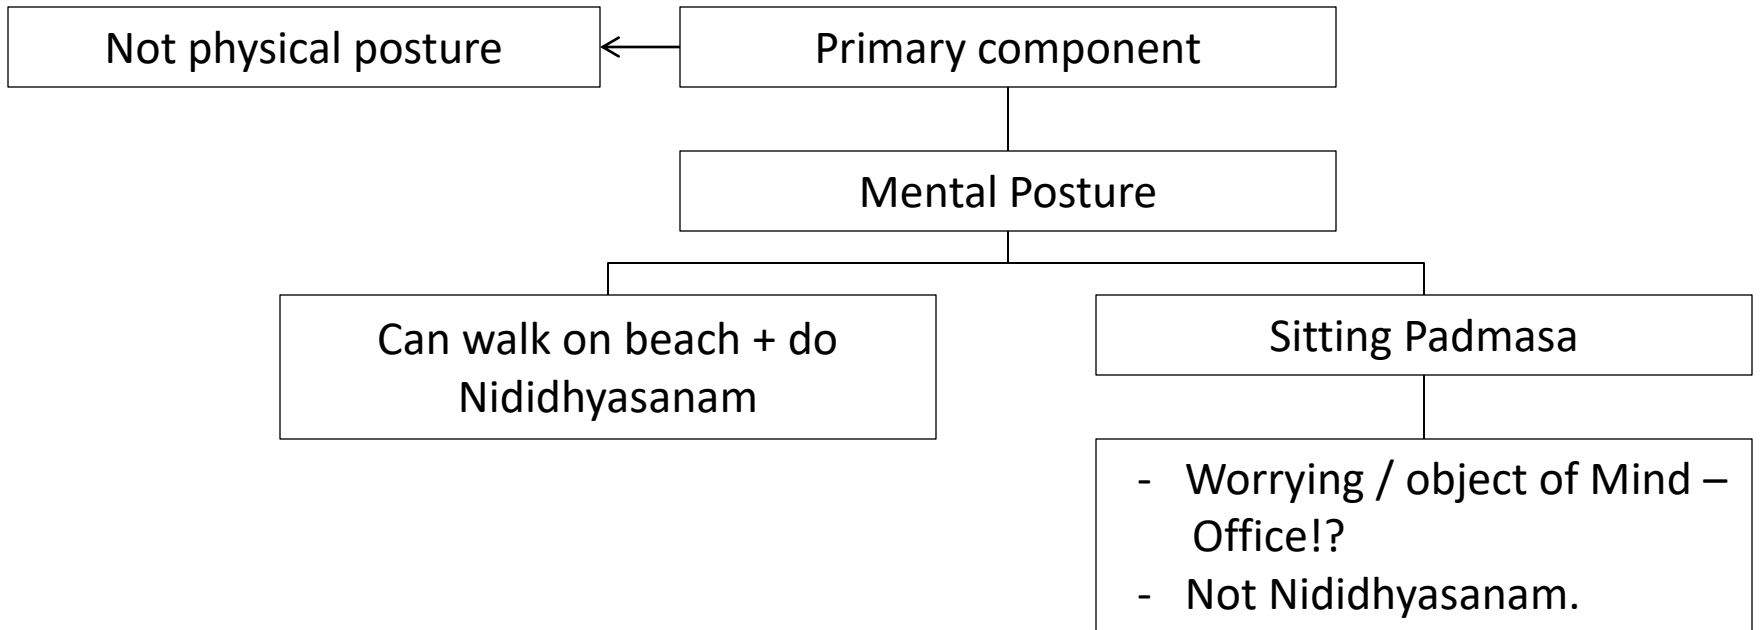 Not physical posture
Primary component
Mental Posture
Can walk on beach + do
Nididhyasanam
Sitting Padmasa
- Worrying / object of Mind –
Office!?
- Not Nididhyasanam.